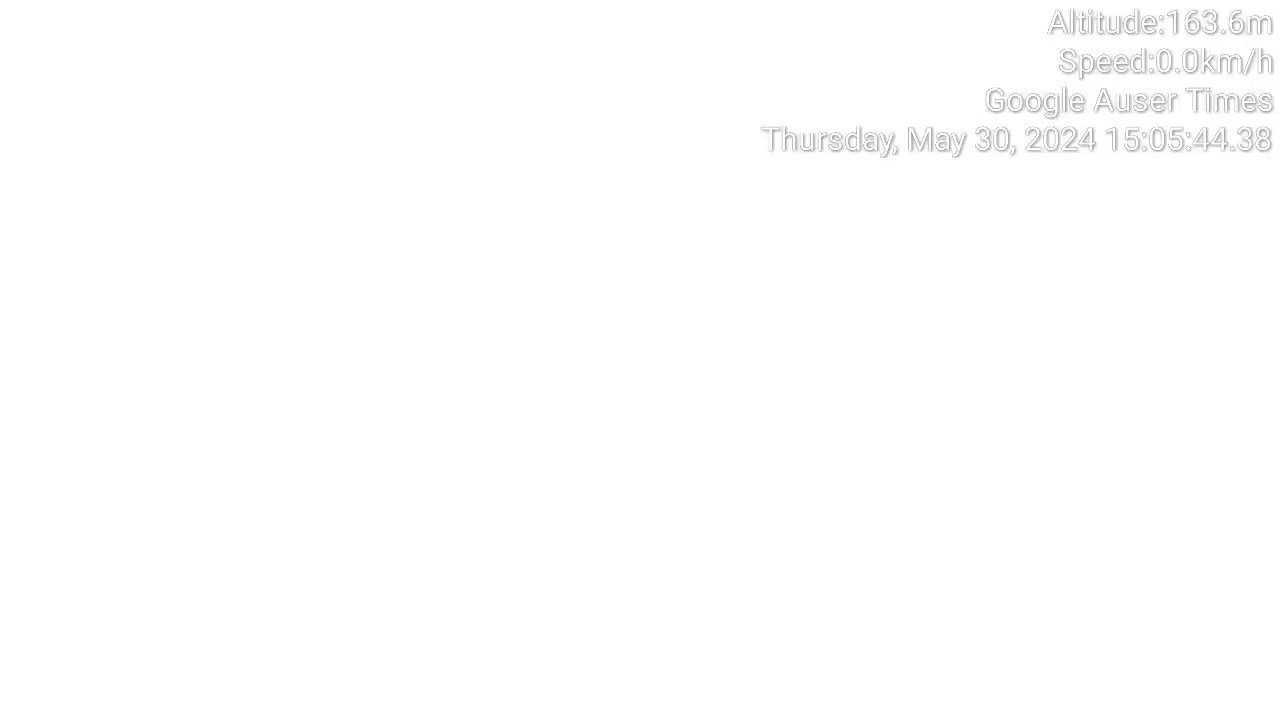 Altitude:163.6m
Speed:0.0km/h
Google Auser Times
Thursday, May 30, 2024 15:05:44.38